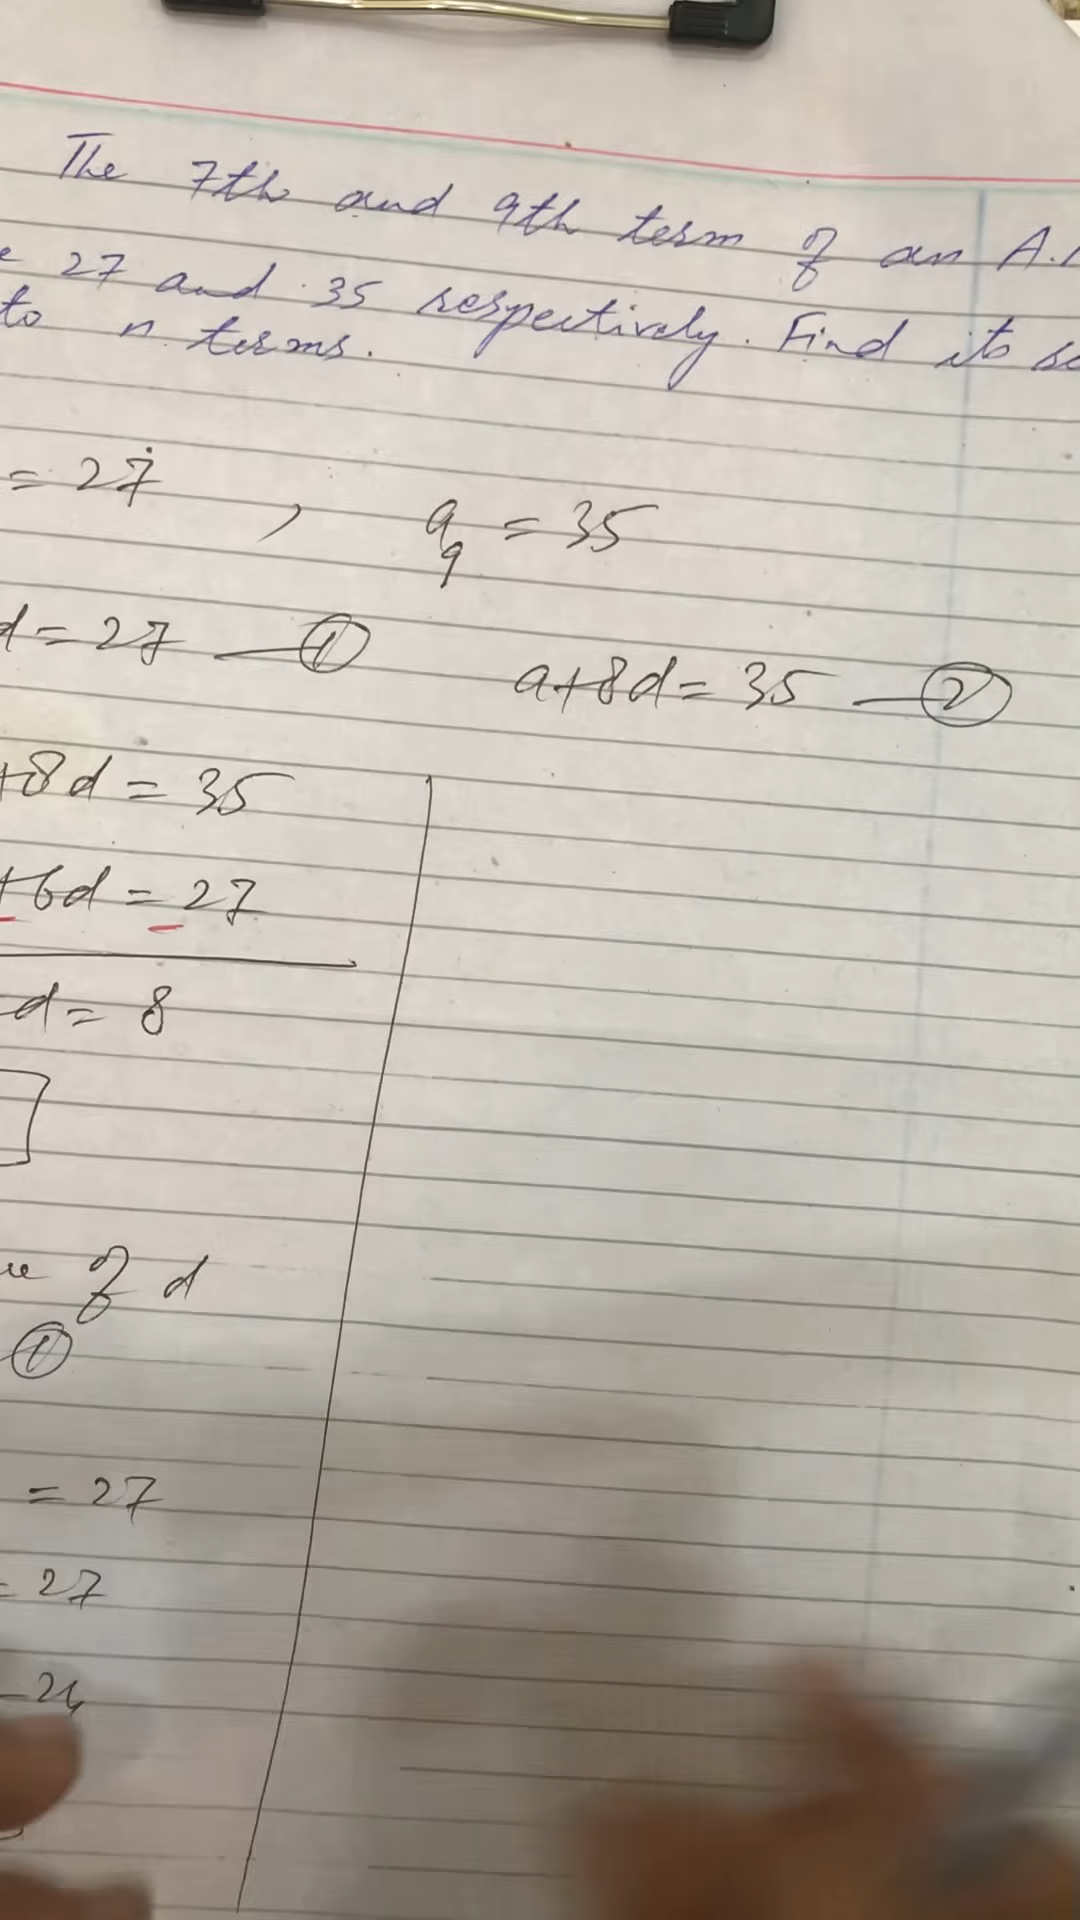 The 7th and 9th term of an A.
27 and 35 respectively. Find its
to n terms.
= 27 , a9 = 35
d = 27 — ① a+8d = 35 — ②
+8d = 35
+6d = 27
d = 8
of d
①
= 27
= 27
- 24